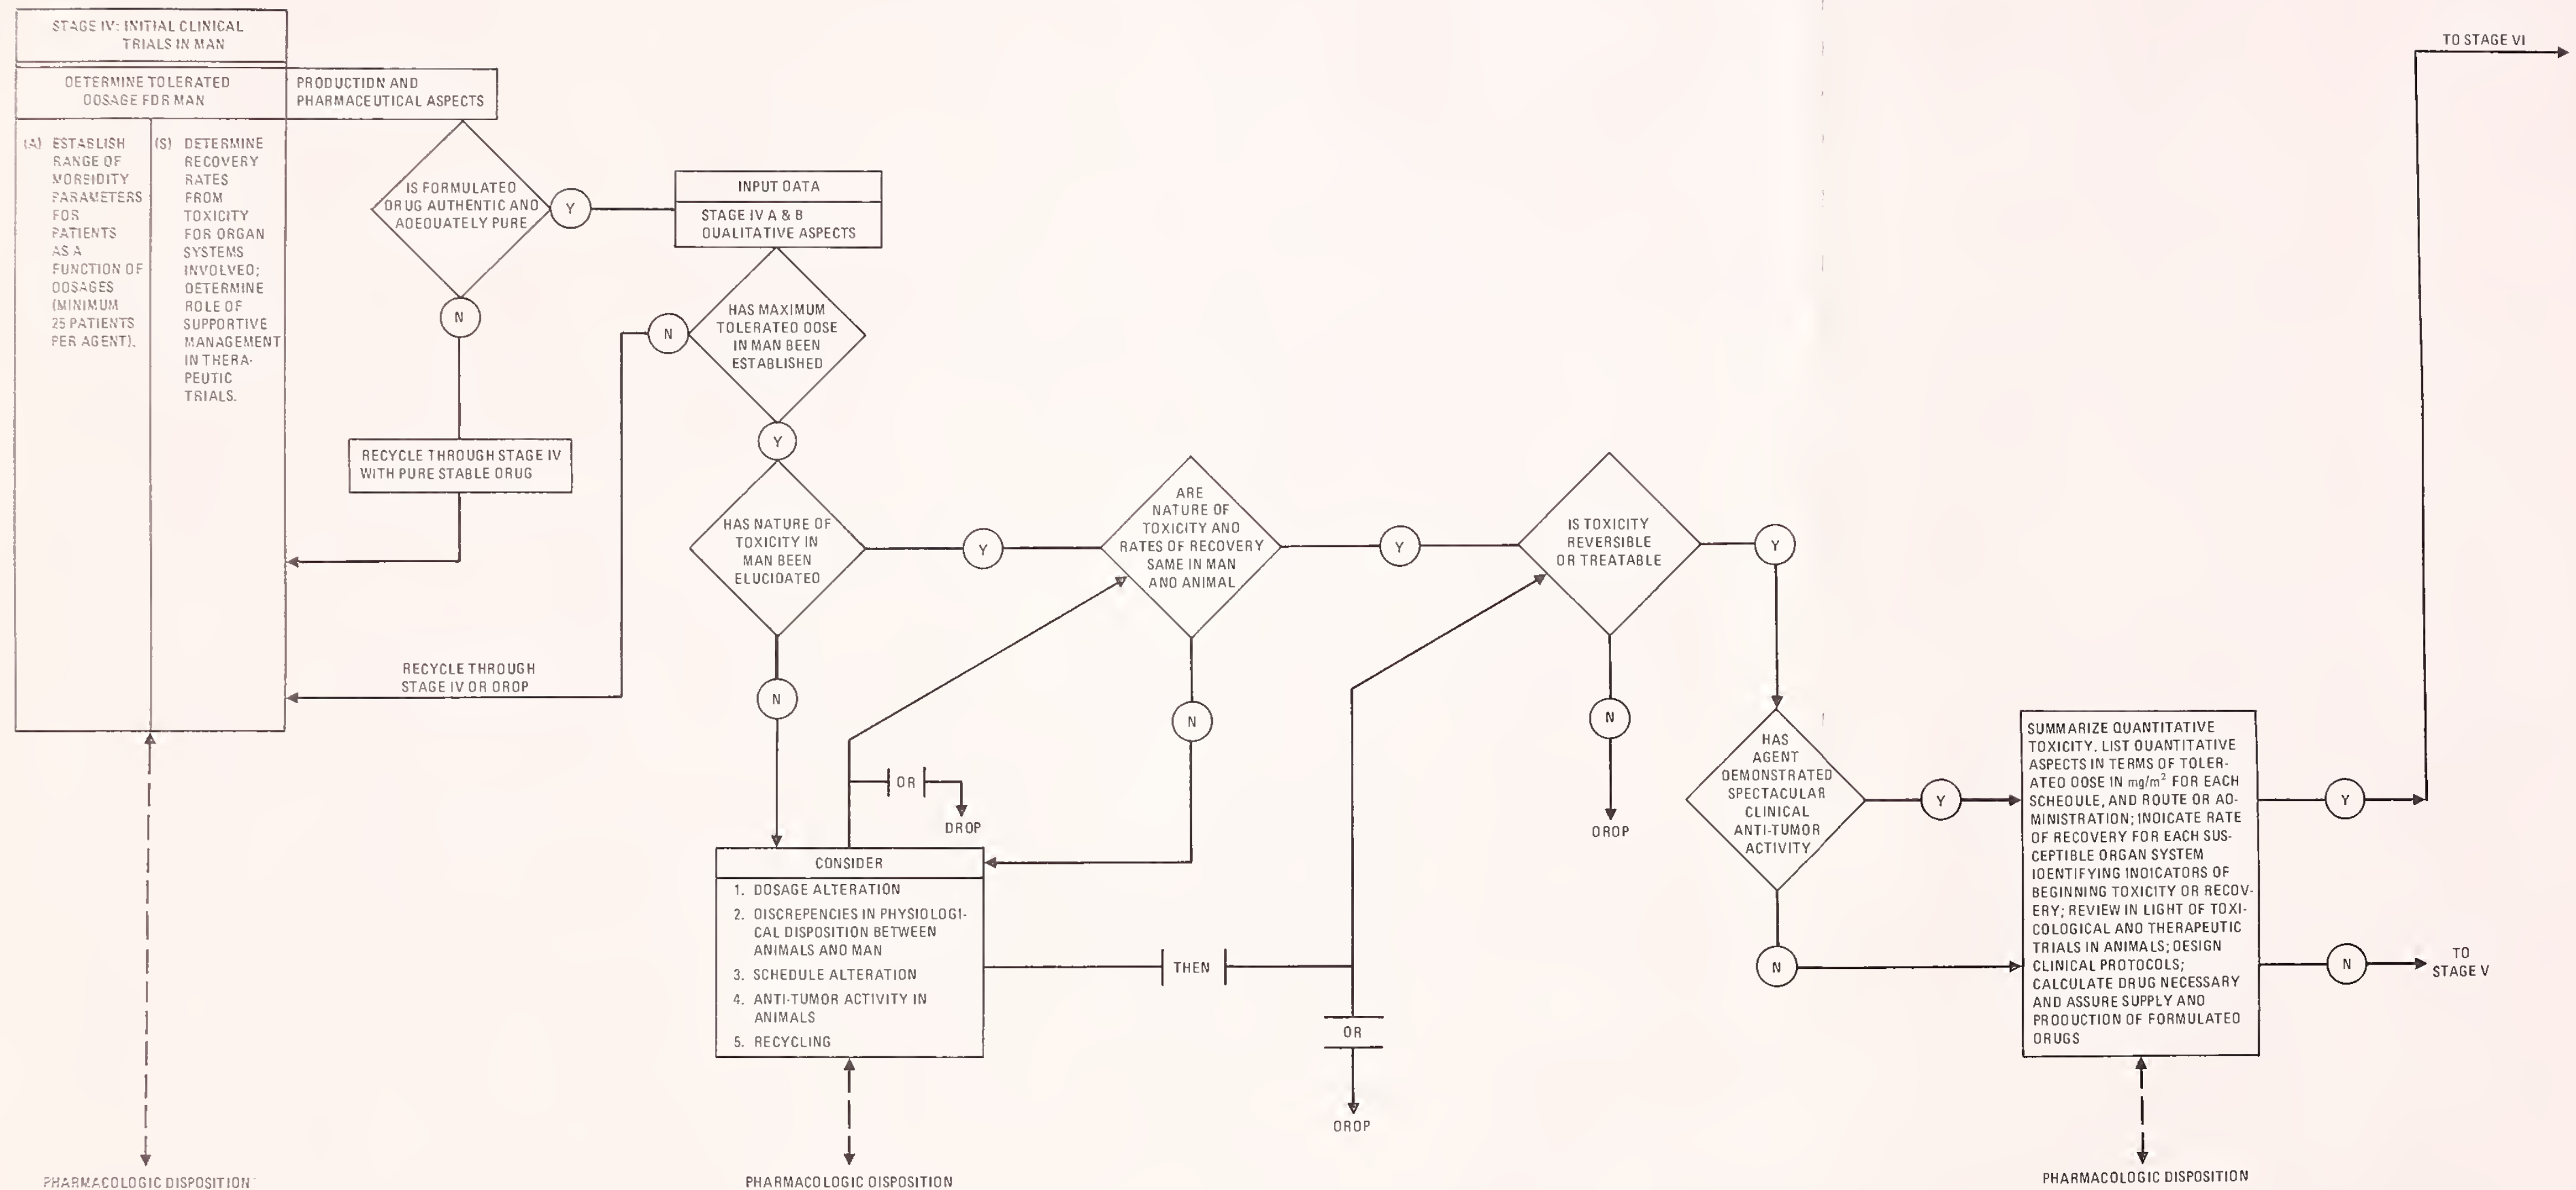 STAGE IV: INITIAL CLINICAL
TRIALS IN MAN
DETERMINE TOLERATED
DOSAGE FOR MAN
PRODUCTION AND
PHARMACEUTICAL ASPECTS
(A) ESTABLISH
RANGE OF
MORBIDITY
PARAMETERS
FOR
PATIENTS
AS A
FUNCTION OF
DOSAGES
(MINIMUM
25 PATIENTS
PER AGENT).
(S) DETERMINE
RECOVERY
RATES
FROM
TOXICITY
FOR ORGAN
SYSTEMS
INVOLVED;
DETERMINE
ROLE OF
SUPPORTIVE
MANAGEMENT
IN THERA-
PEUTIC
TRIALS.
IS FORMULATED
DRUG AUTHENTIC AND
ADEQUATELY PURE
Y
N
RECYCLE THROUGH STAGE IV
WITH PURE STABLE DRUG
INPUT DATA
STAGE IV A & B
QUALITATIVE ASPECTS
HAS MAXIMUM
TOLERATED DOSE
IN MAN BEEN
ESTABLISHED
N
RECYCLE THROUGH
STAGE IV OR DROP
Y
HAS NATURE OF
TOXICITY IN
MAN BEEN
ELUCIDATED
Y
N
ARE
NATURE OF
TOXICITY AND
RATES OF RECOVERY
SAME IN MAN
AND ANIMAL
Y
N
OR
DROP
CONSIDER
1. DOSAGE ALTERATION
2. DISCREPENCIES IN PHYSIOLOGI-
CAL DISPOSITION BETWEEN
ANIMALS AND MAN
3. SCHEDULE ALTERATION
4. ANTI-TUMOR ACTIVITY IN
ANIMALS
5. RECYCLING
THEN
OR
DROP
IS TOXICITY
REVERSIBLE
OR TREATABLE
Y
N
DROP
HAS
AGENT
DEMONSTRATED
SPECTACULAR
CLINICAL
ANTI-TUMOR
ACTIVITY
Y
N
SUMMARIZE QUANTITATIVE
TOXICITY. LIST QUANTITATIVE
ASPECTS IN TERMS OF TOLER-
ATED DOSE IN mg/m² FOR EACH
SCHEDULE, AND ROUTE OR AD-
MINISTRATION; INDICATE RATE
OF RECOVERY FOR EACH SUS-
CEPTIBLE ORGAN SYSTEM
IDENTIFYING INDICATORS OF
BEGINNING TOXICITY OR RECOV-
ERY; REVIEW IN LIGHT OF TOXI-
COLOGICAL AND THERAPEUTIC
TRIALS IN ANIMALS; DESIGN
CLINICAL PROTOCOLS;
CALCULATE DRUG NECESSARY
AND ASSURE SUPPLY AND
PRODUCTION OF FORMULATED
DRUGS
Y
TO STAGE VI
N
TO
STAGE V
PHARMACOLOGIC DISPOSITION
PHARMACOLOGIC DISPOSITION
PHARMACOLOGIC DISPOSITION